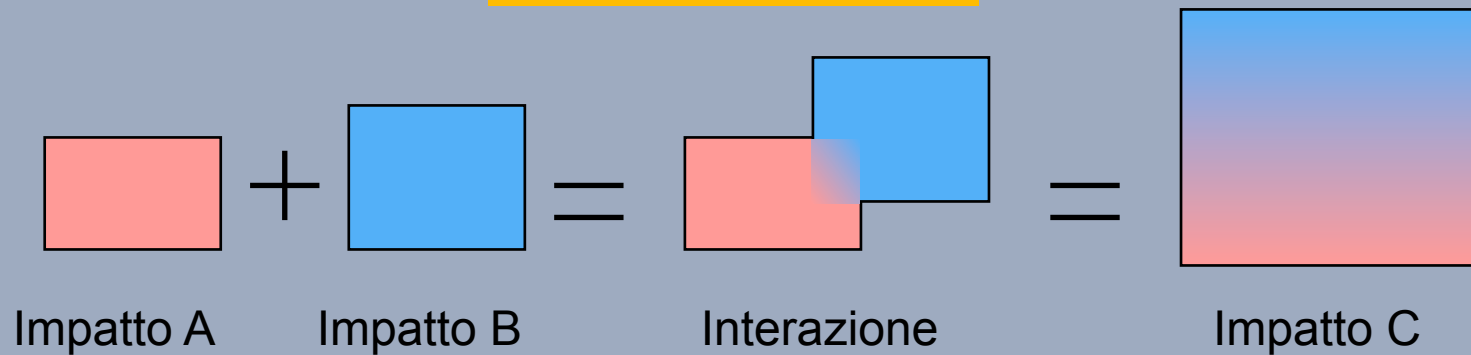 + = =
Impatto A Impatto B Interazione Impatto C